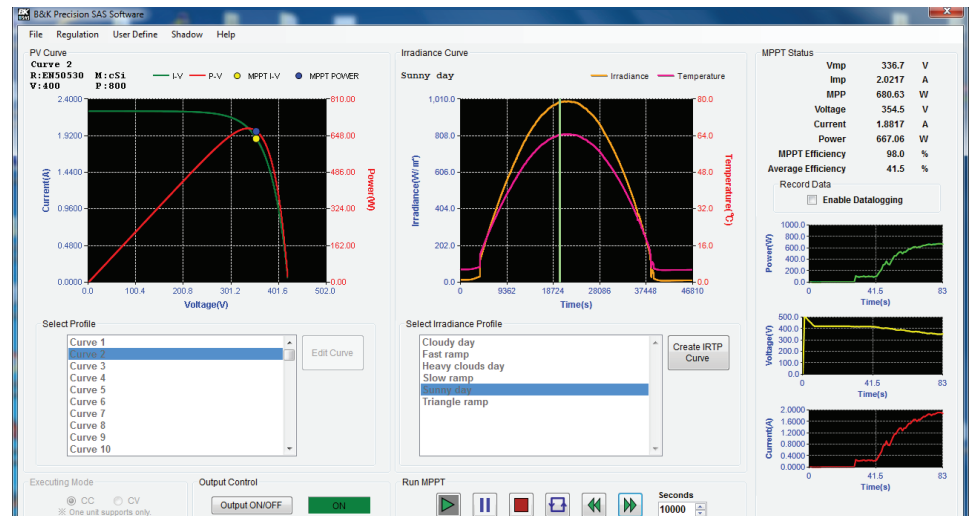 B&K Precision SAS Software
File Regulation User Define Shadow Help
PV Curve
Curve 2
R:EN50530 M:cSi
V:400 P:800
I-V P-V MPPT I-V MPPT POWER
2.4000
1.9200
1.4400
0.9600
0.4800
0.0000
Current(A)
810.00
648.00
486.00
324.00
162.00
0.00
Power(W)
0.0 100.4 200.8 301.2 401.6 502.0
Voltage(V)
Irradiance Curve
Sunny day
Irradiance Temperature
1,010.0
808.0
606.0
404.0
202.0
0.0
Irradiance(W/㎡)
80.0
64.0
48.0
32.0
16.0
0.0
Temperature(℃)
0 9362 18724 28086 37448 46810
Time(s)
MPPT Status
Vmp 336.7 V
Imp 2.0217 A
MPP 680.63 W
Voltage 354.5 V
Current 1.8817 A
Power 667.06 W
MPPT Efficiency 98.0 %
Average Efficiency 41.5 %
Record Data
Enable Datalogging
1000.0
800.0
600.0
400.0
2000.0
0.0
Power(W)
0 41.5 83
Time(s)
500.0
400.0
300.0
200.0
100.0
0.0
Voltage(V)
0 41.5 83
Time(s)
2.0000
1.6000
1.2000
0.8000
0.4000
0.0000
Current(A)
0 41.5 83
Time(s)
Select Profile
Curve 1
Curve 2
Curve 3
Curve 4
Curve 5
Curve 6
Curve 7
Curve 8
Curve 9
Curve 10
Edit Curve
Select Irradiance Profile
Cloudy day
Fast ramp
Heavy clouds day
Slow ramp
Sunny day
Triangle ramp
Create IRTP
Curve
Executing Mode
CC CV
※ One unit supports only
Output Control
Output ON/OFF
ON
Run MPPT
Seconds
10000